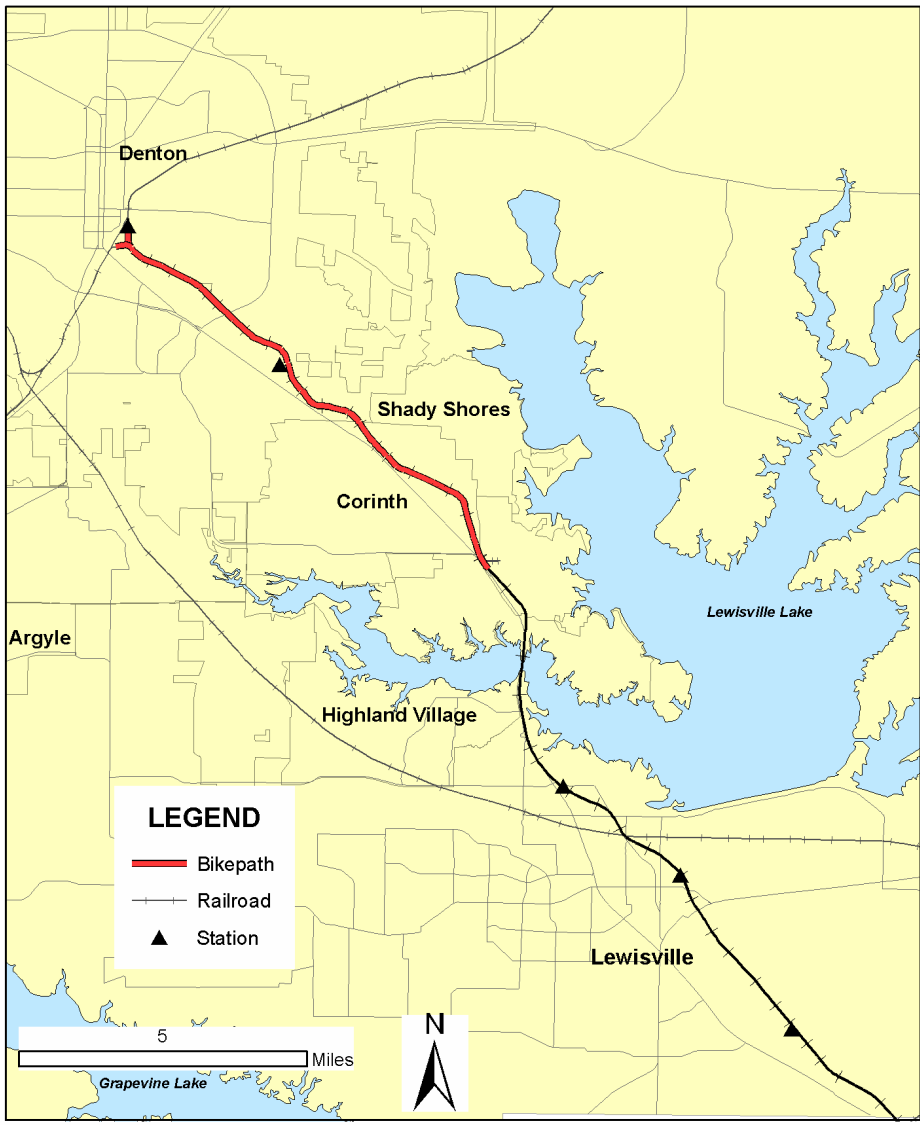 Denton
Shady Shores
Corinth
Lewisville Lake
Argyle
Highland Village
LEGEND
Bikepath
Railroad
Station
Lewisville
N
5
Miles
Grapevine Lake